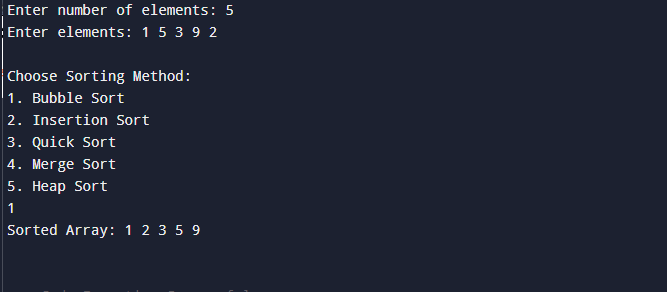 Enter number of elements: 5
Enter elements: 1 5 3 9 2
Choose Sorting Method:
1. Bubble Sort
2. Insertion Sort
3. Quick Sort
4. Merge Sort
5. Heap Sort
1
Sorted Array: 1 2 3 5 9